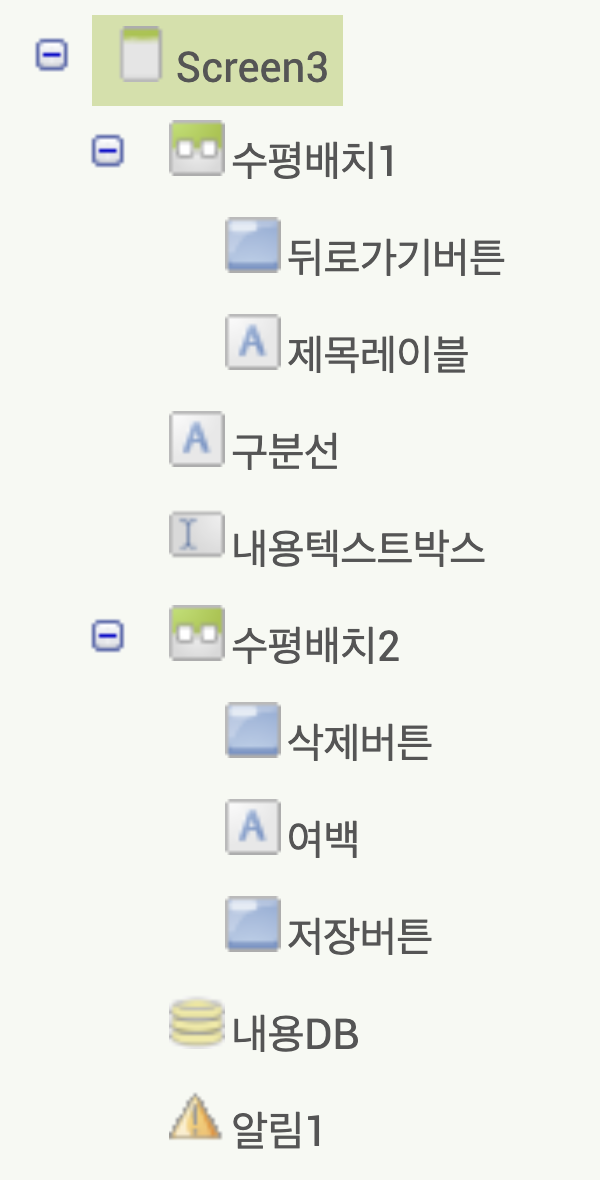 Screen3
수평배치1
뒤로가기버튼
A 제목레이블
A 구분선
내용텍스트박스
수평배치2
삭제버튼
A 여백
저장버튼
내용DB
알림1